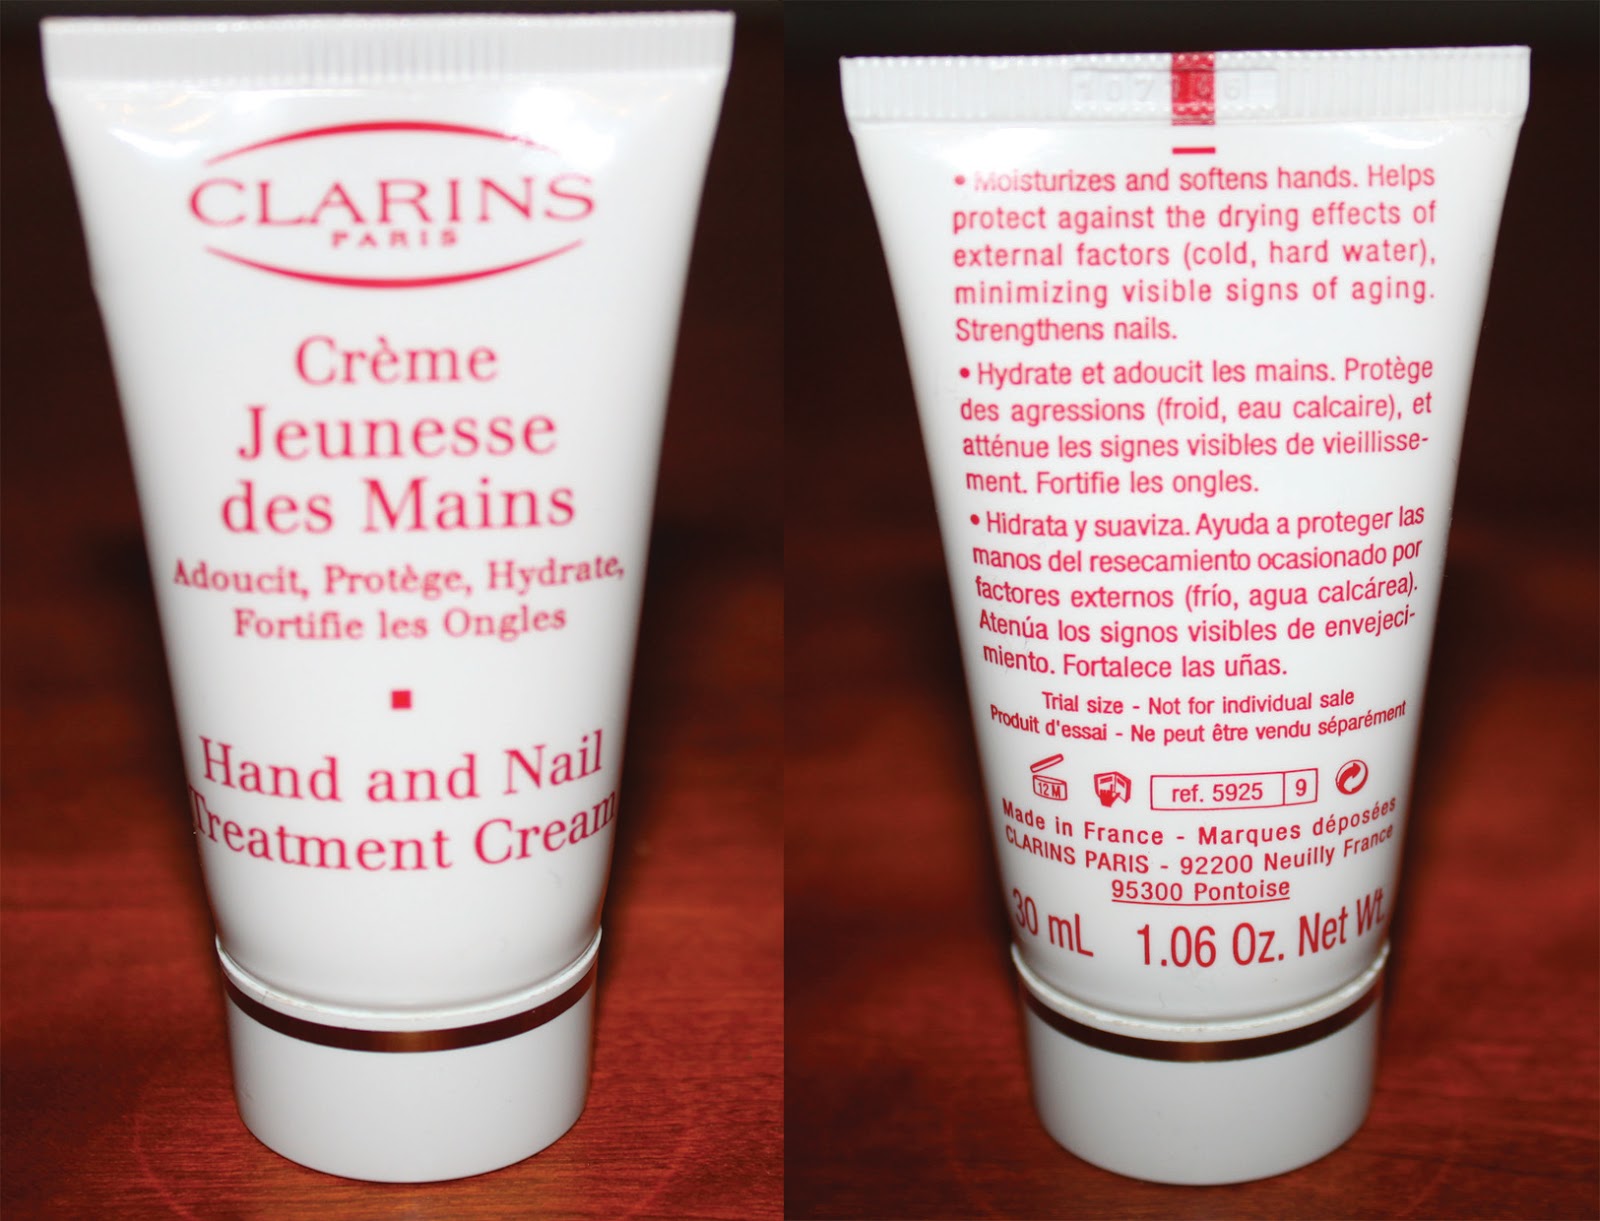 CLARINS
PARIS
Crème
Jeunesse
des Mains
Adoucit, Protège, Hydrate,
Fortifie les Ongles
Hand and Nail
Treatment Cream
• Moisturizes and softens hands. Helps
protect against the drying effects of
external factors (cold, hard water),
minimizing visible signs of aging.
Strengthens nails.
• Hydrate et adoucit les mains. Protège
des agressions (froid, eau calcaire), et
atténue les signes visibles de vieillisse-
ment. Fortifie les ongles.
• Hidrata y suaviza. Ayuda a proteger las
manos del resecamiento ocasionado por
factores externos (frío, agua calcárea).
Atenúa los signos visibles de envejeci-
miento. Fortalece las uñas.
Trial size - Not for individual sale
Produit d'essai - Ne peut être vendu séparément
12 M
ref. 5925 9
Made in France - Marques déposées
CLARINS PARIS - 92200 Neuilly France
95300 Pontoise
30 mL 1.06 Oz. Net Wt.